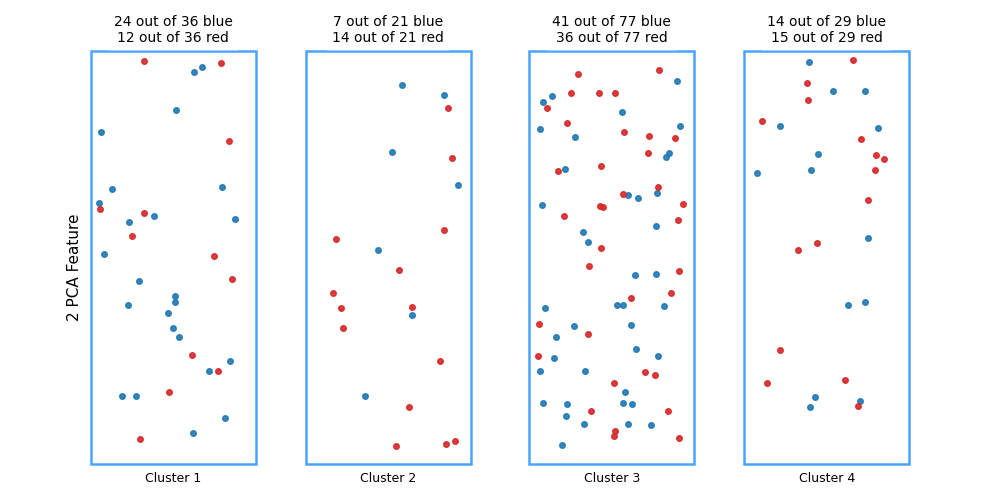 24 out of 36 blue
12 out of 36 red
7 out of 21 blue
14 out of 21 red
41 out of 77 blue
36 out of 77 red
14 out of 29 blue
15 out of 29 red
2 PCA Feature
Cluster 1
Cluster 2
Cluster 3
Cluster 4